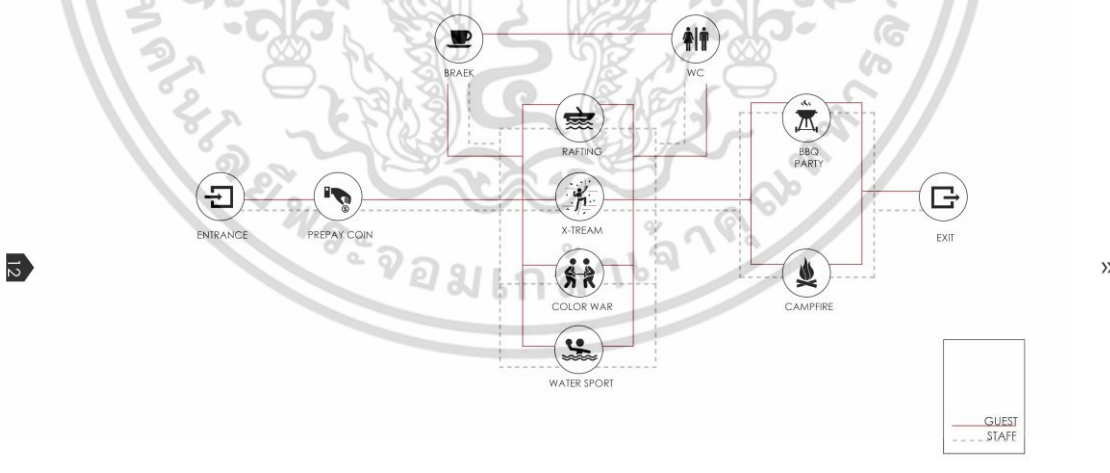 BRAEK
WC
RAFTING
BBQ
PARTY
ENTRANCE
PREPAY COIN
X-TREAM
EXIT
12
»
COLOR WAR
CAMPFIRE
WATER SPORT
GUEST
STAFF